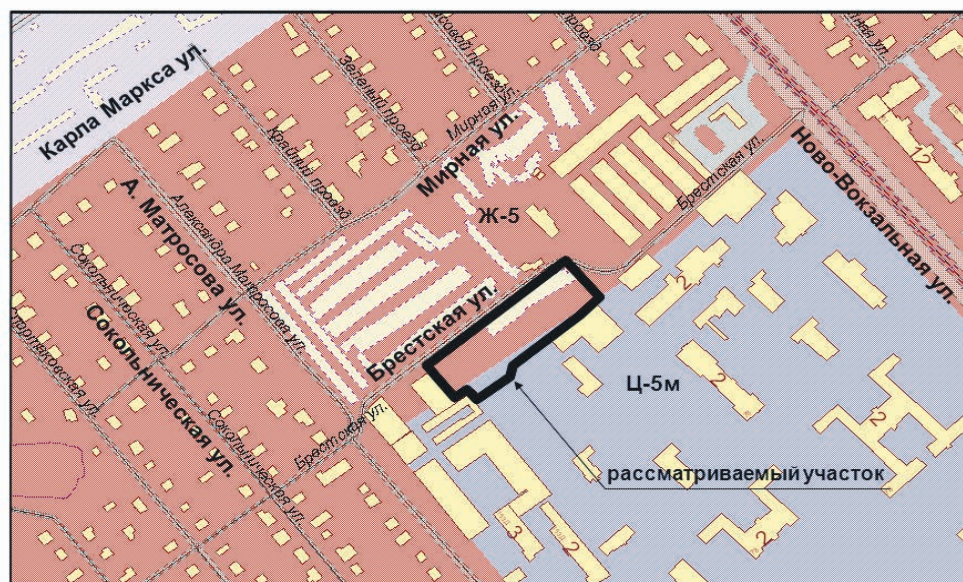 Карла Маркса ул.
Зеленый проезд
Мирная ул.
Мирная ул.
Ново-Вокзальная ул.
12
А. Матросова ул.
Александра Матросова ул.
Ж-5
Брестская ул.
Брестская ул.
Сокольническая ул.
Сокольническая ул.
Сокольническая ул.
Брестская ул.
2
Ц-5м
2
2
рассматриваемый участок
3
2
2